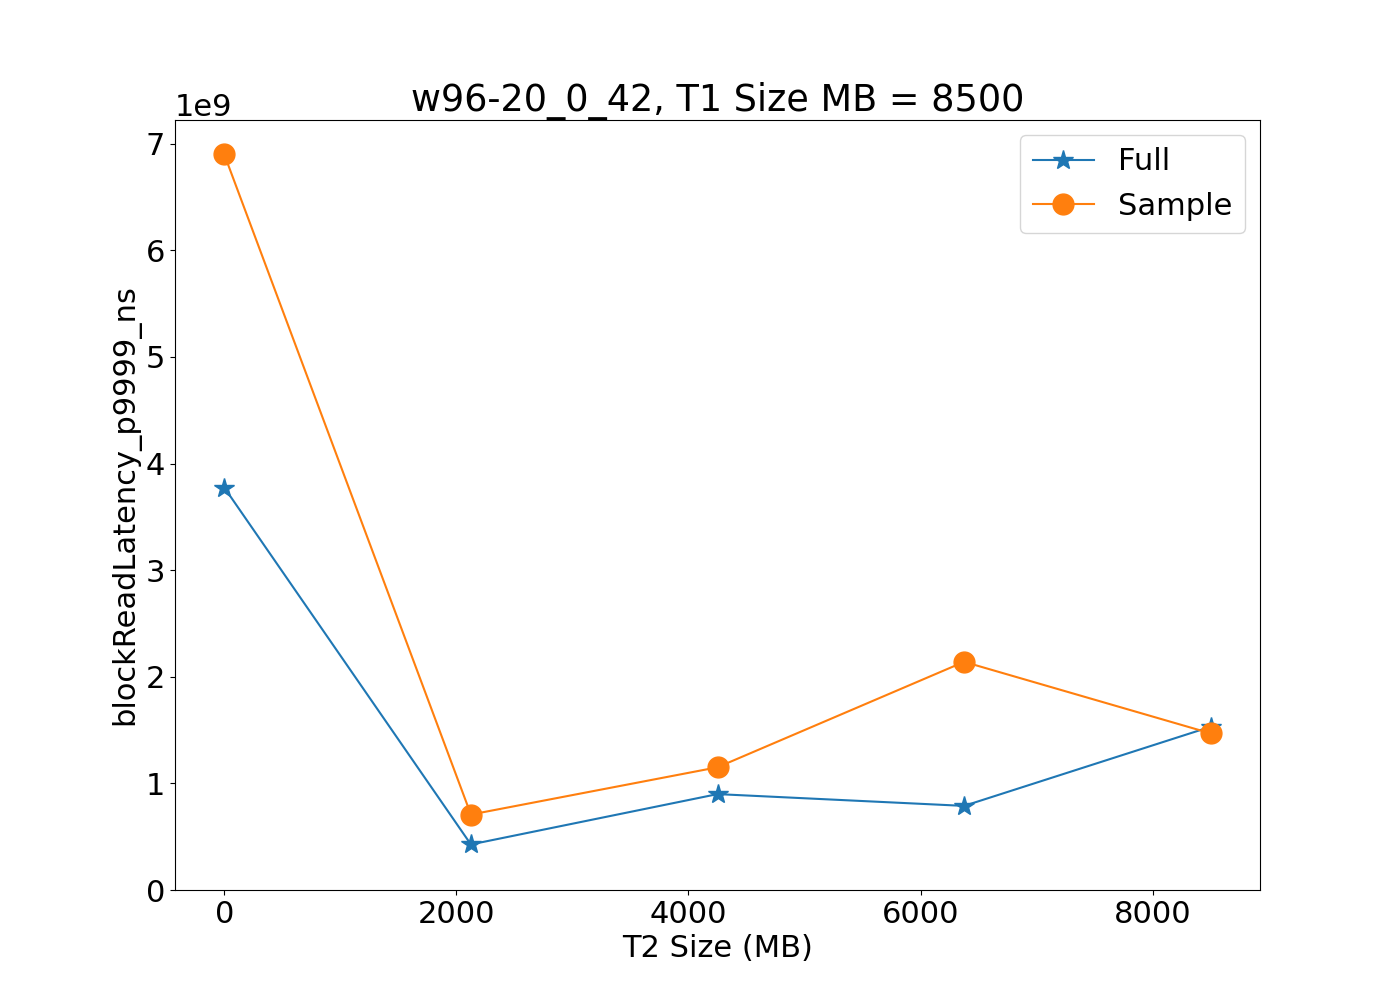 w96-20_0_42, T1 Size MB = 8500
1e9
7
6
5
4
3
2
1
0
blockReadLatency_p9999_ns
Full
Sample
0 2000 4000 6000 8000
T2 Size (MB)